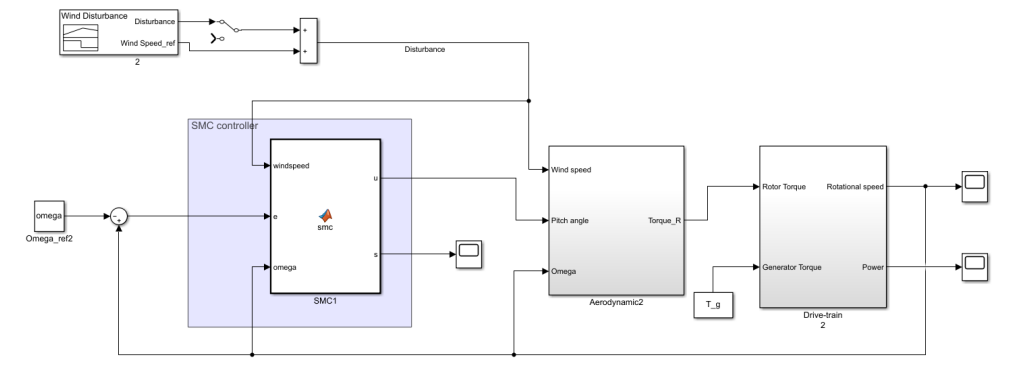 Wind Disturbance
Disturbance
Wind Speed_ref
2
+
+
Disturbance
SMC controller
windspeed
u
e
smc
omega
s
SMC1
omega
Omega_ref2
−
+
Wind speed
Pitch angle
Torque_R
Omega
Aerodynamic2
T_g
Rotor Torque
Rotational speed
Generator Torque
Power
Drive-train
2